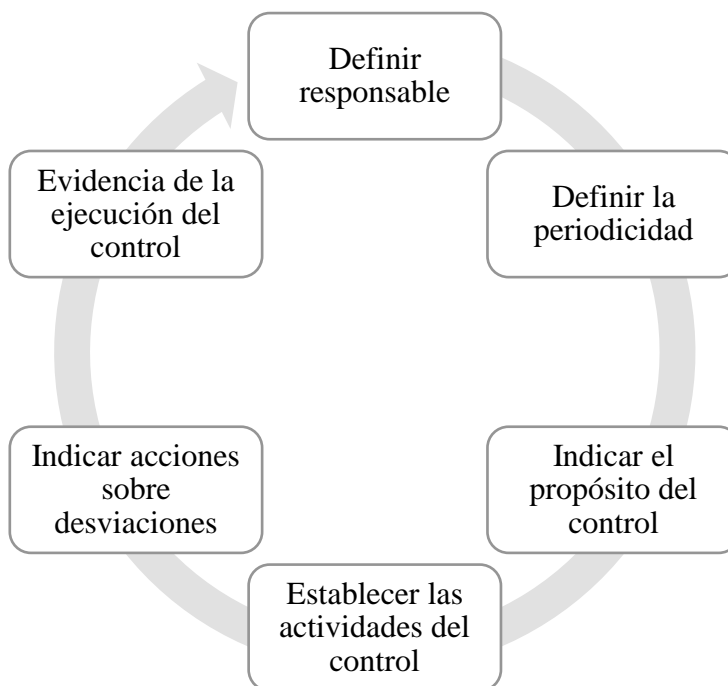 Definir
responsable
Definir la
periodicidad
Indicar el
propósito del
control
Establecer las
actividades del
control
Indicar acciones
sobre
desviaciones
Evidencia de la
ejecución del
control